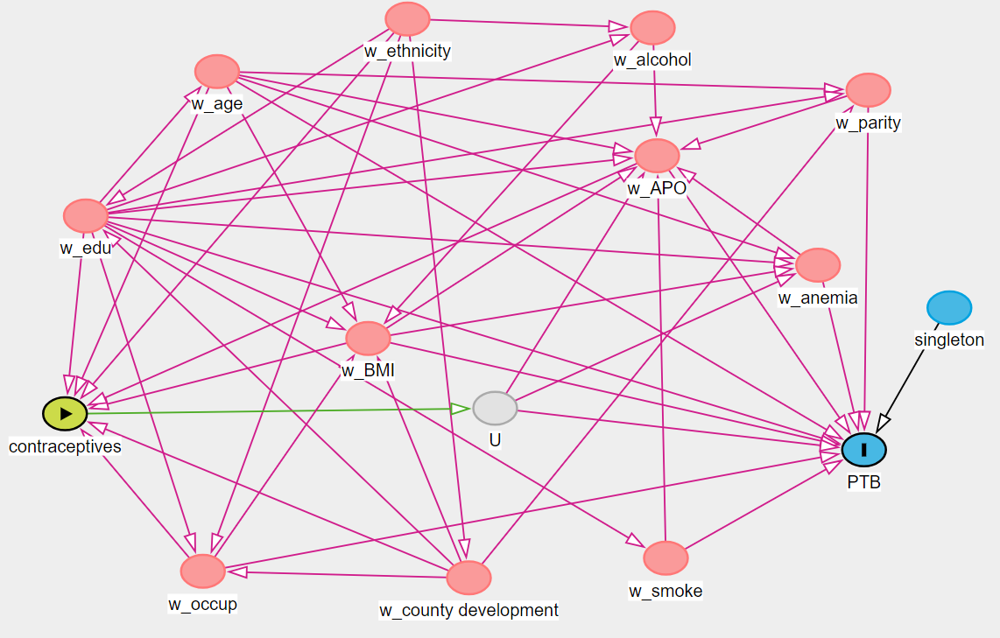 w_ethnicity
w_alcohol
w_age
w_parity
w_APO
w_edu
w_anemia
singleton
w_BMI
contraceptives
U
PTB
w_occup
w_county development
w_smoke